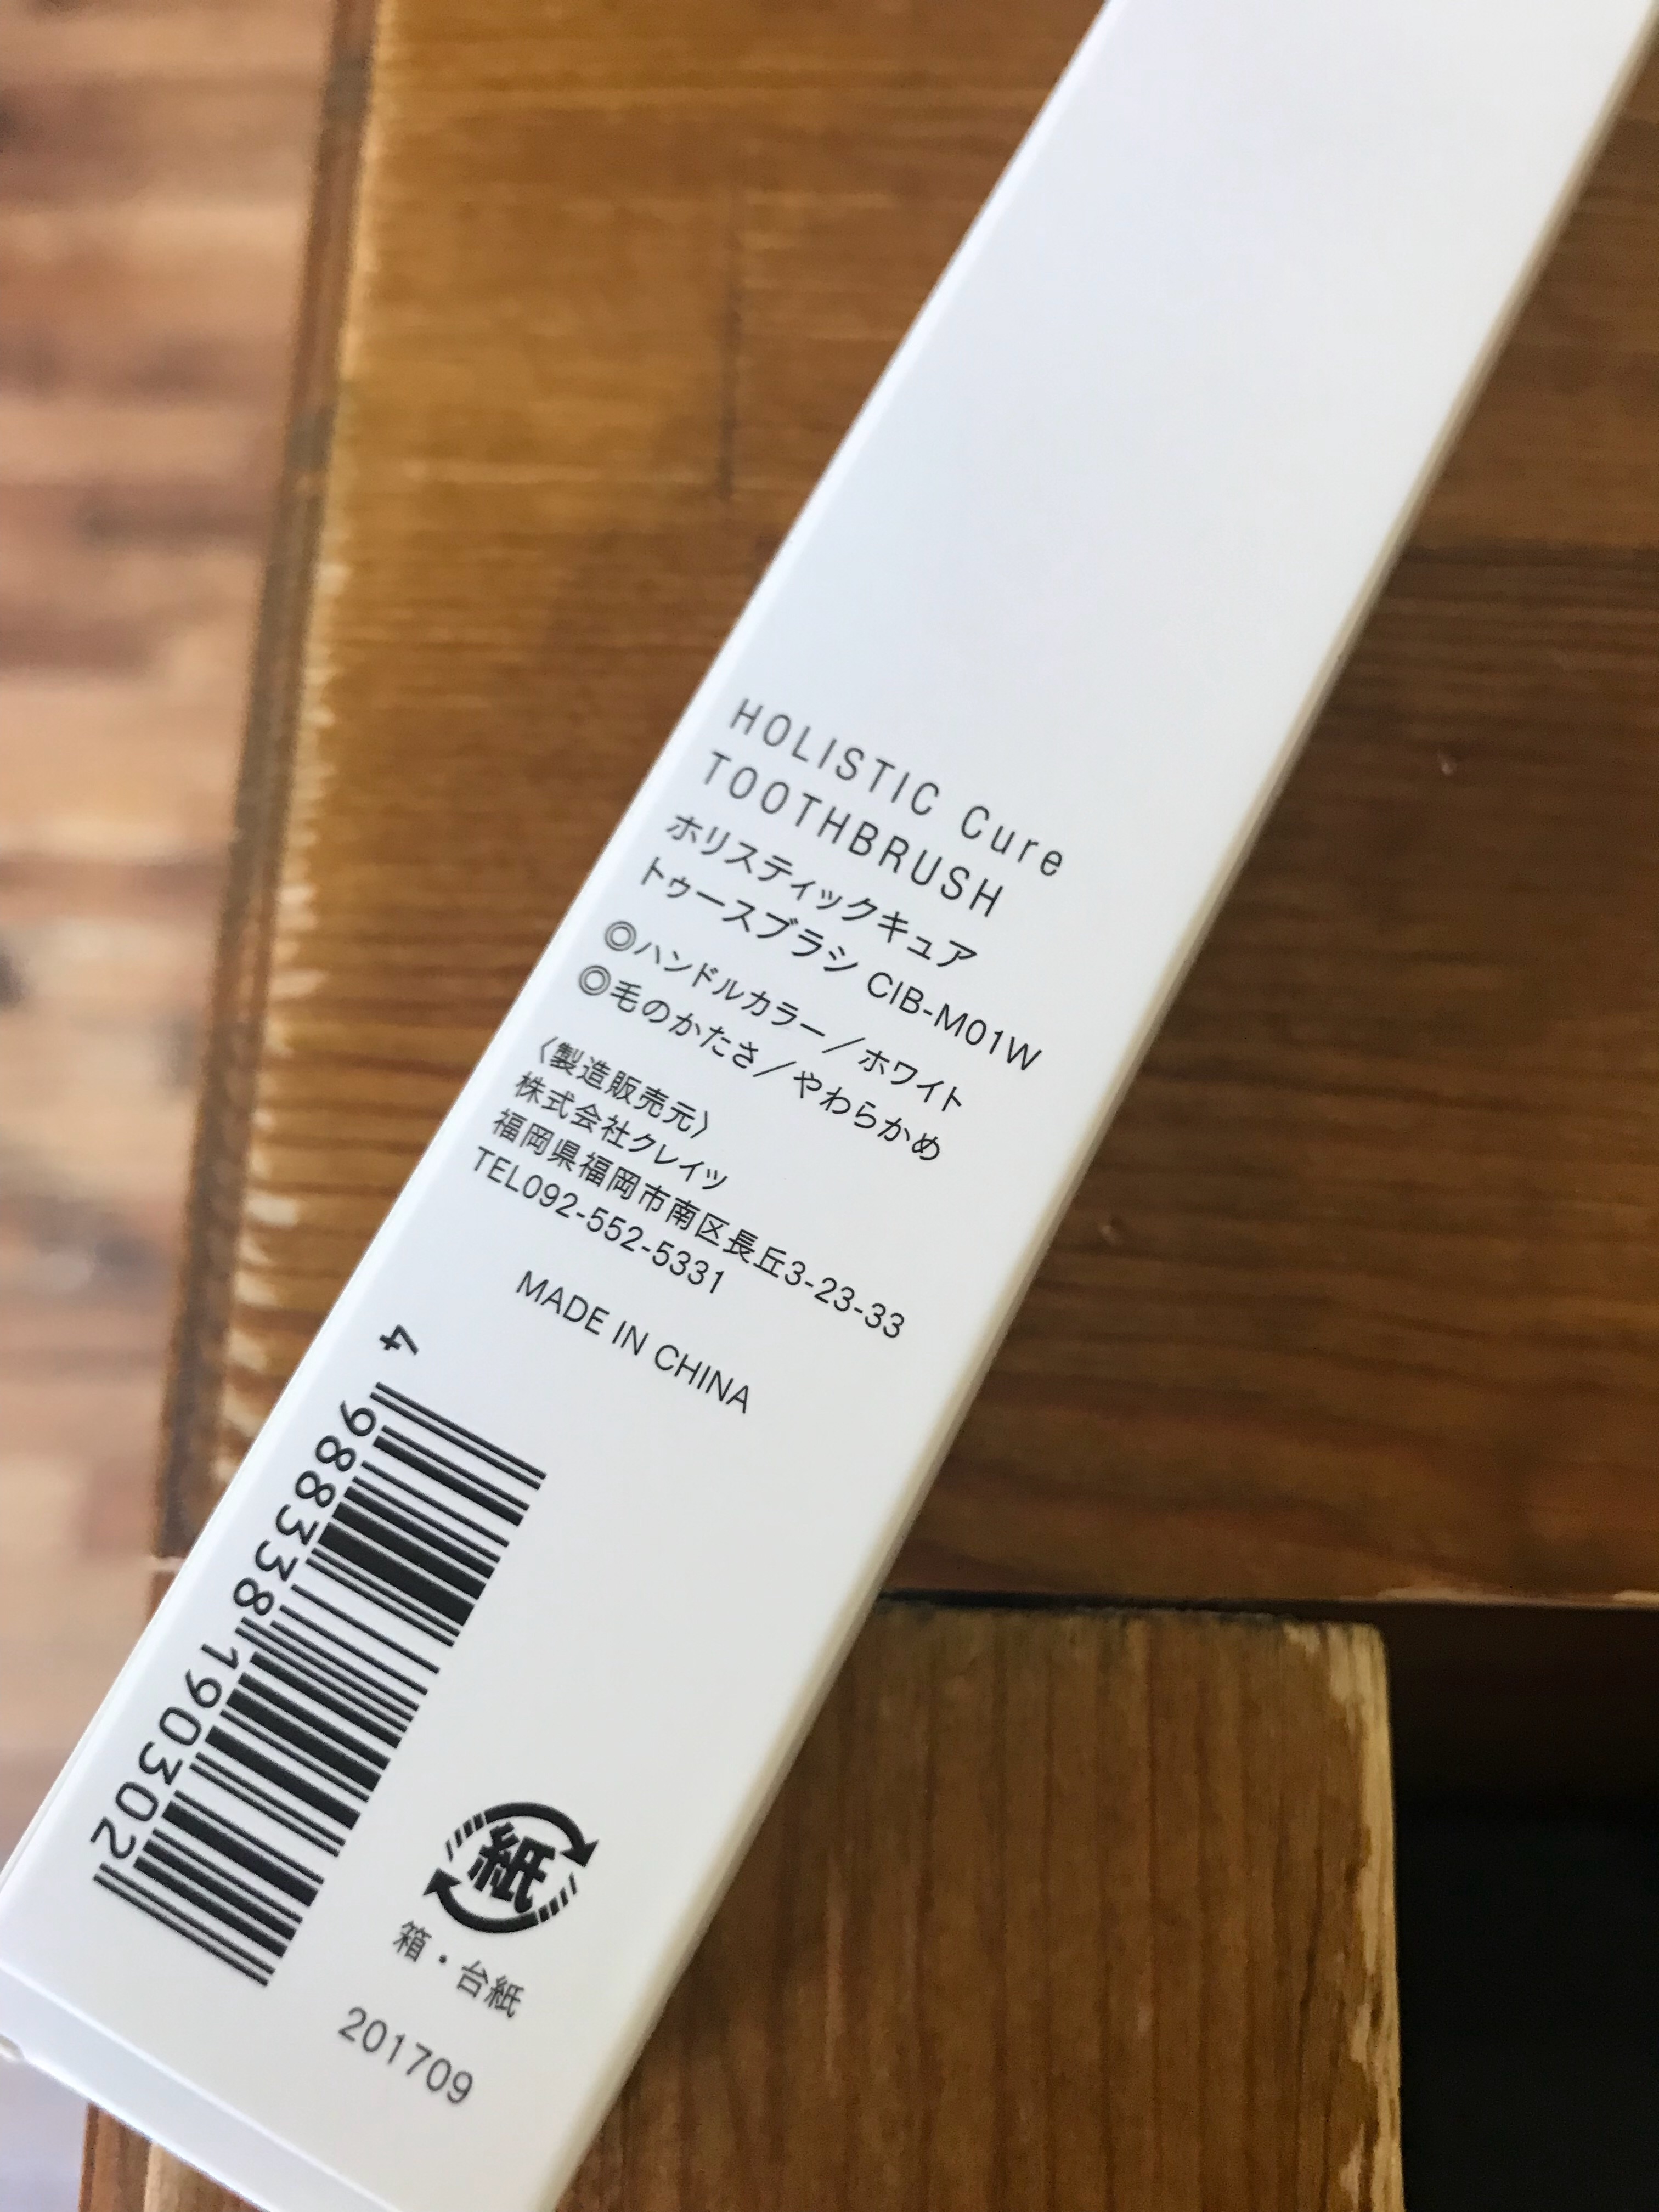 HOLISTIC Cure
TOOTHBRUSH
ホリスティックキュア
トゥースブラシ CIB-M01W
◎ハンドルカラー／ホワイト
◎毛のかたさ／やわらかめ
〈製造販売元〉
株式会社クレイツ
福岡県福岡市南区長丘3-23-33
TEL092-552-5331
MADE IN CHINA
4 988338 190302
紙
箱・台紙
201709